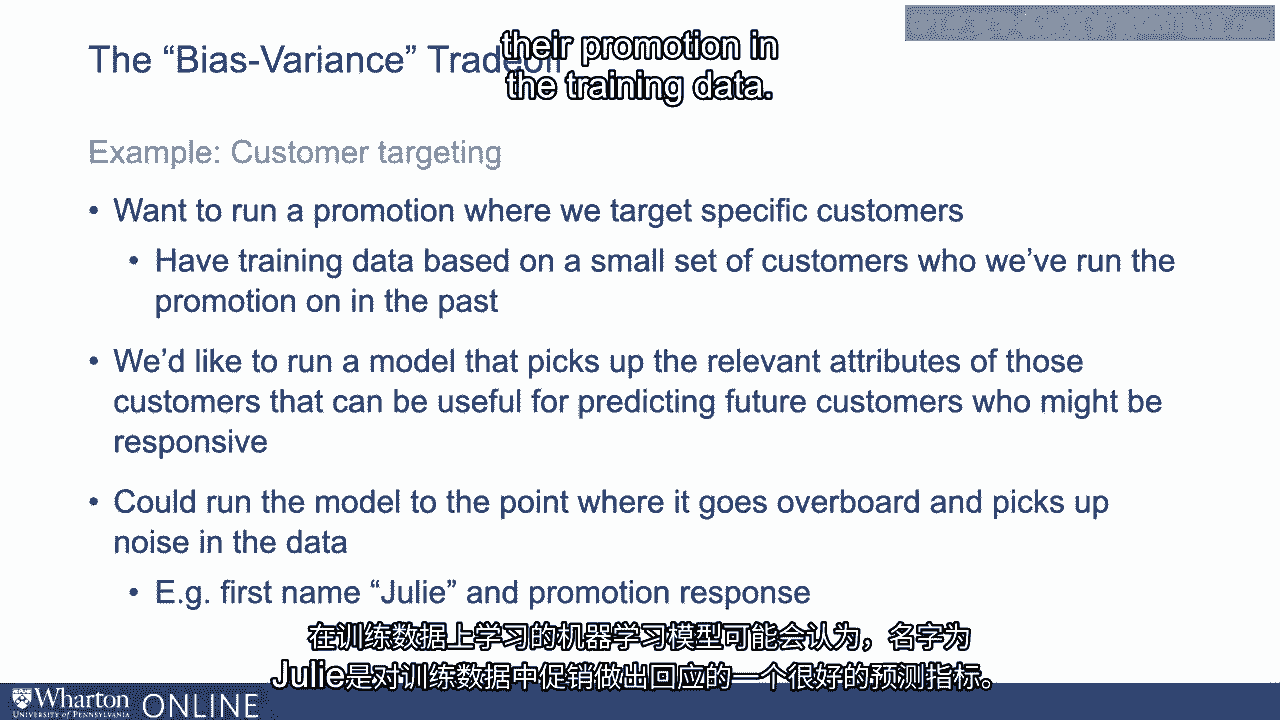 their promotion in
the training data.
The “Bias-Variance” Tradeoff
Example: Customer targeting
• Want to run a promotion where we target specific customers
• Have training data based on a small set of customers who we’ve run the
promotion on in the past
• We’d like to run a model that picks up the relevant attributes of those
customers that can be useful for predicting future customers who might be
responsive
• Could run the model to the point where it goes overboard and picks up
noise in the data
• E.g. first name “Julie” and promotion response
在训练数据上学习的机器学习模型可能会认为，名字为
Julie是对训练数据中促销做出回应的一个很好的预测指标。
Wharton ONLINE
UNIVERSITY of PENNSYLVANIA